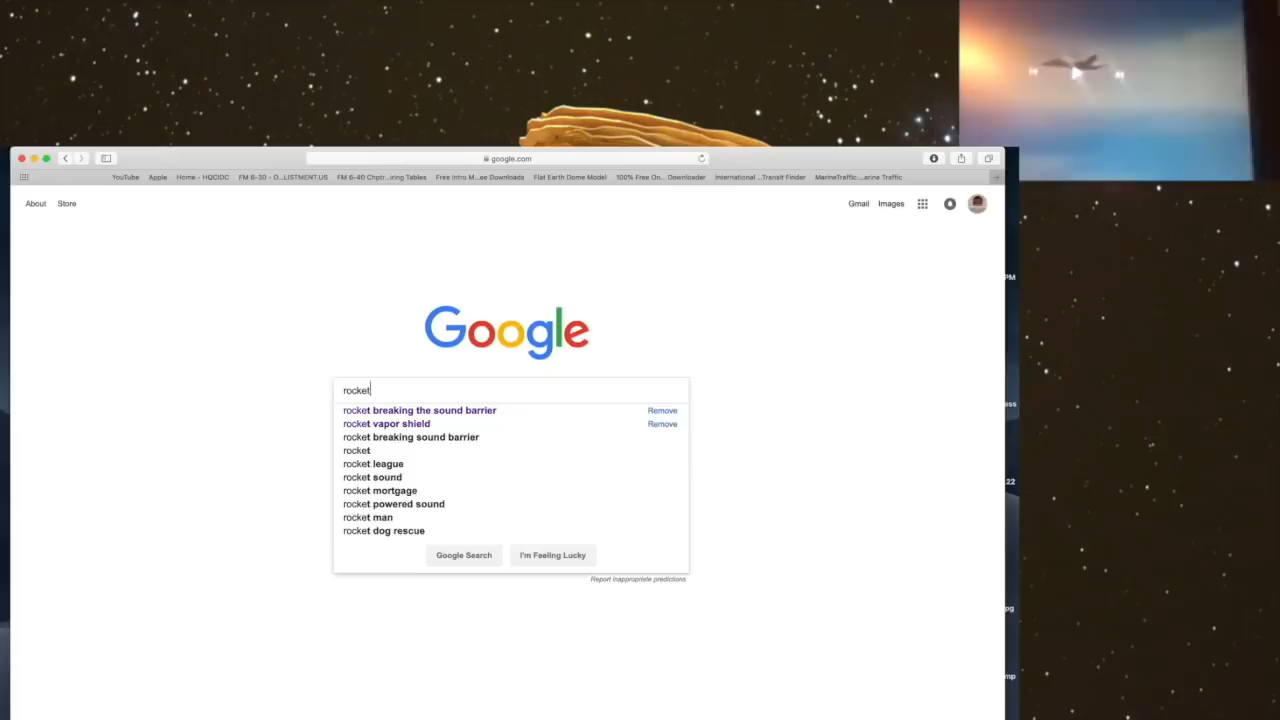 google.com
YouTube Apple Home - HQCIDC FM 6-30 - O...LISTMENT.US FM 6-40 Chptr...iring Tables Free Intro M...ee Downloads Flat Earth Dome Model 100% Free On... Downloader International ...Transit Finder MarineTraffic:...arine Traffic
About Store Gmail Images
PM
Google
rocket
rocket breaking the sound barrier Remove
rocket vapor shield Remove
rocket breaking sound barrier
rocket
rocket league
rocket sound
22
rocket mortgage
rocket powered sound
rocket man
rocket dog rescue
Google Search I'm Feeling Lucky
Report inappropriate predictions
pg